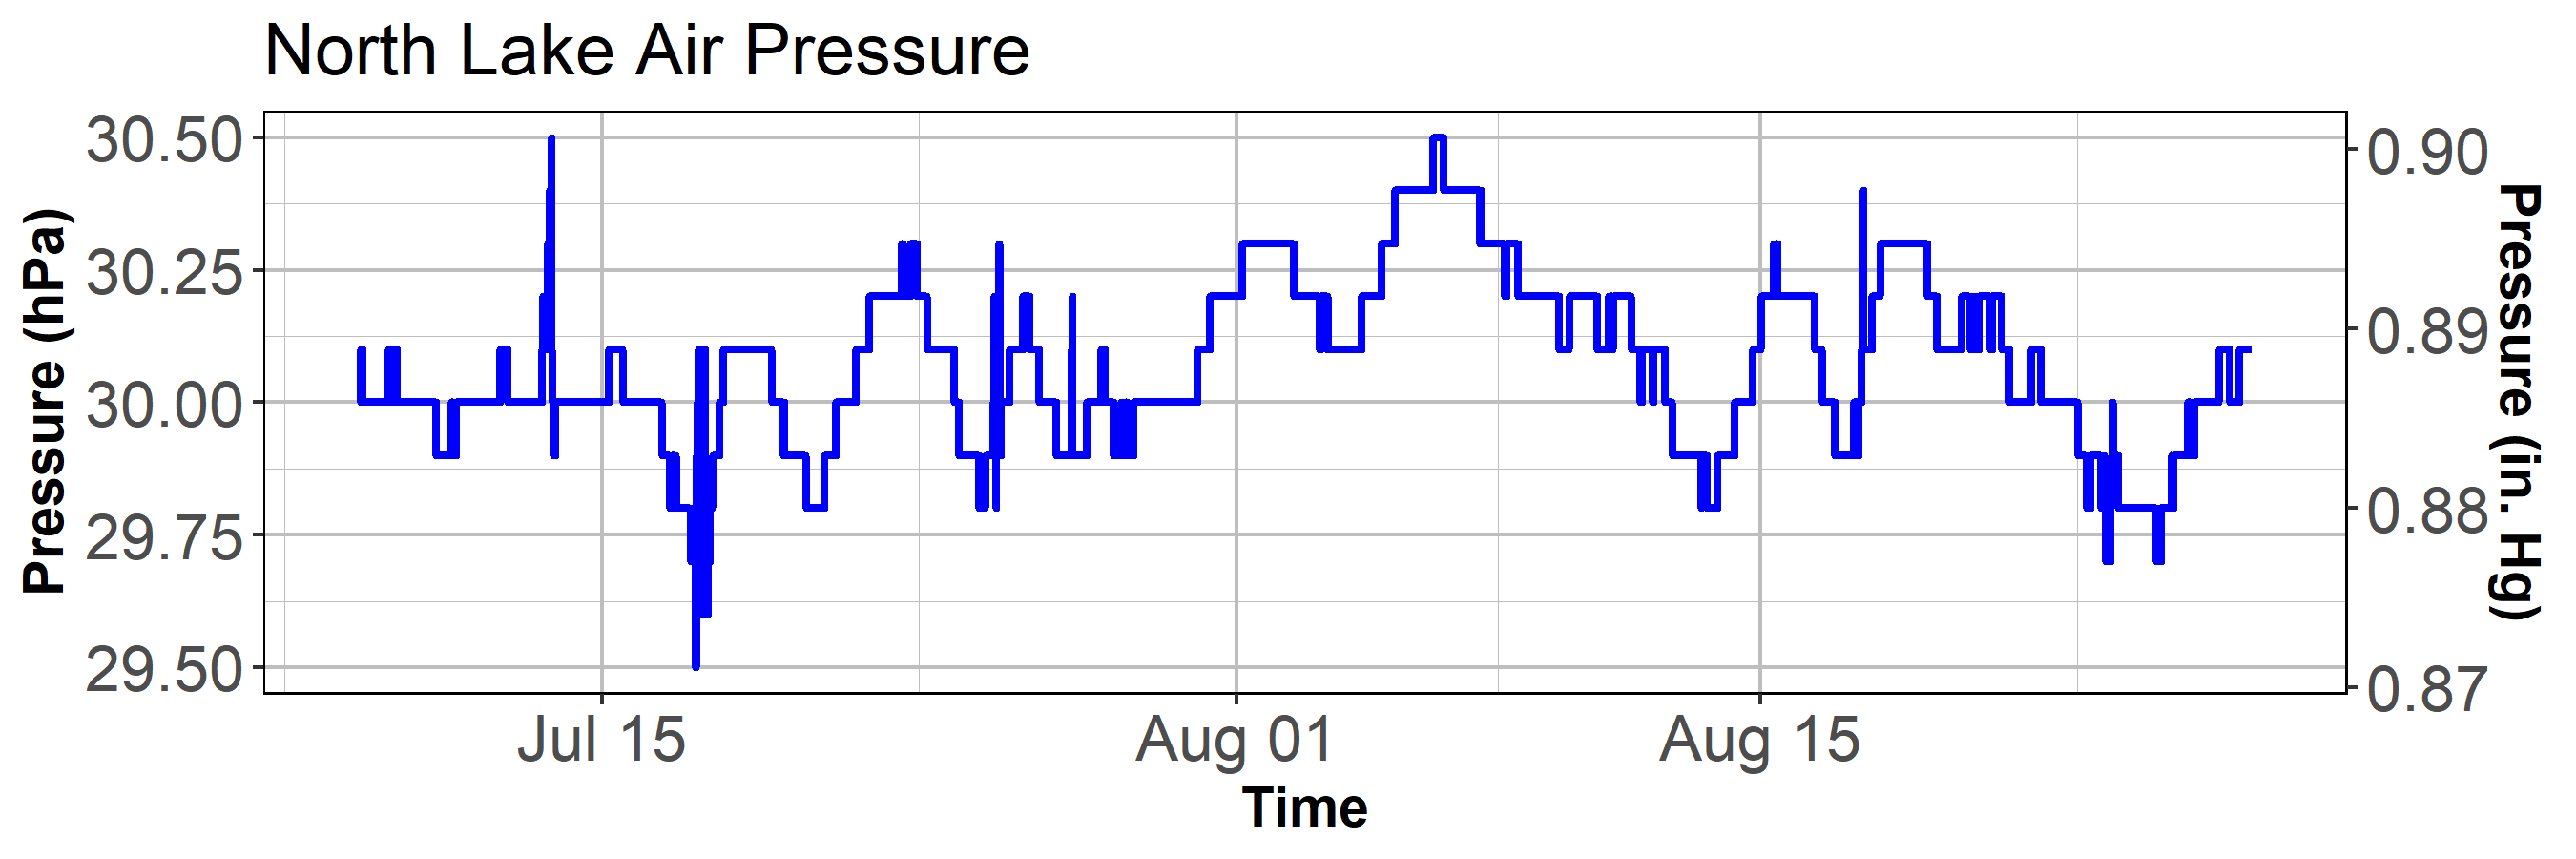 North Lake Air Pressure
30.50
30.25
30.00
29.75
29.50
Pressure (hPa)
0.90
0.89
0.88
0.87
Pressure (in. Hg)
Jul 15
Aug 01
Aug 15
Time